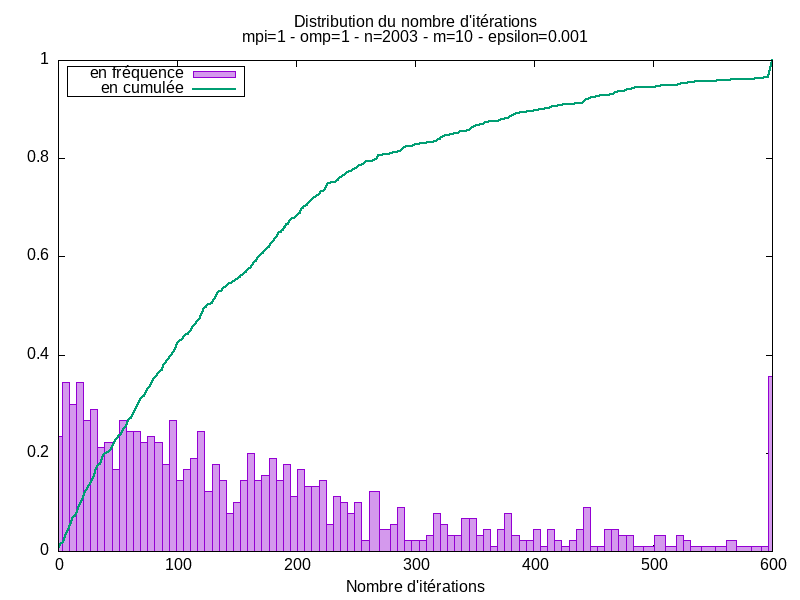 Distribution du nombre d'itérations
mpi=1 - omp=1 - n=2003 - m=10 - epsilon=0.001
en fréquence
en cumulée
1
0.8
0.6
0.4
0.2
0
0 100 200 300 400 500 600
Nombre d'itérations